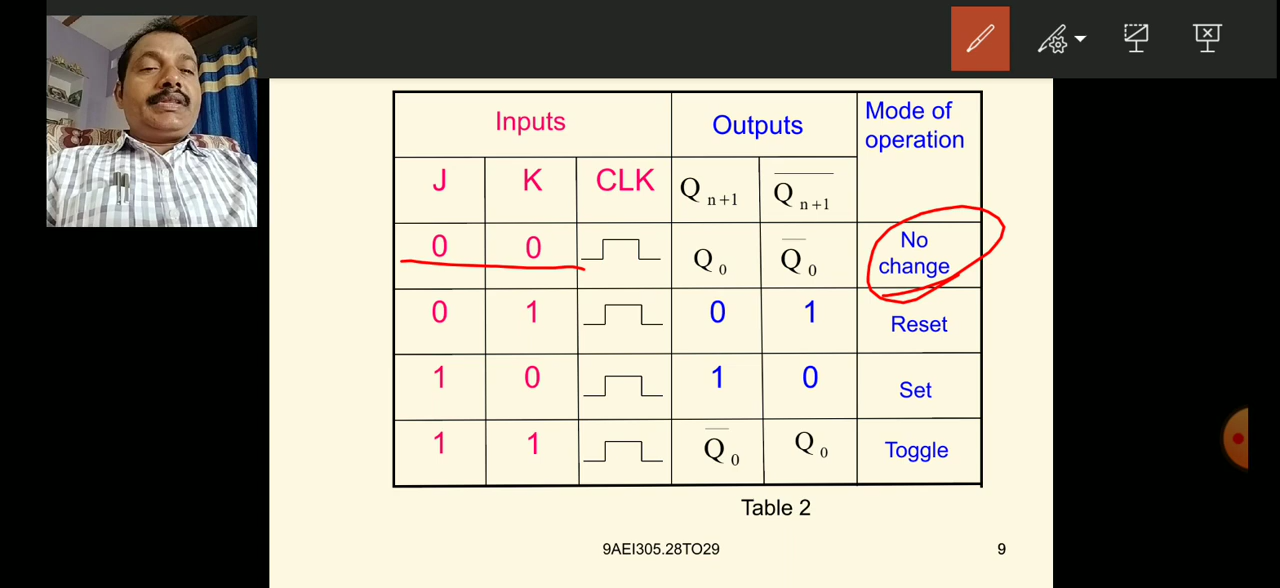 Inputs Outputs Mode of
operation
J K CLK Q n+1 Q̅ n+1
0 0 Q 0 Q̅ 0 No
change
0 1 0 1 Reset
1 0 1 0 Set
1 1 Q̅ 0 Q 0 Toggle
Table 2
9AEI305.28TO29 9